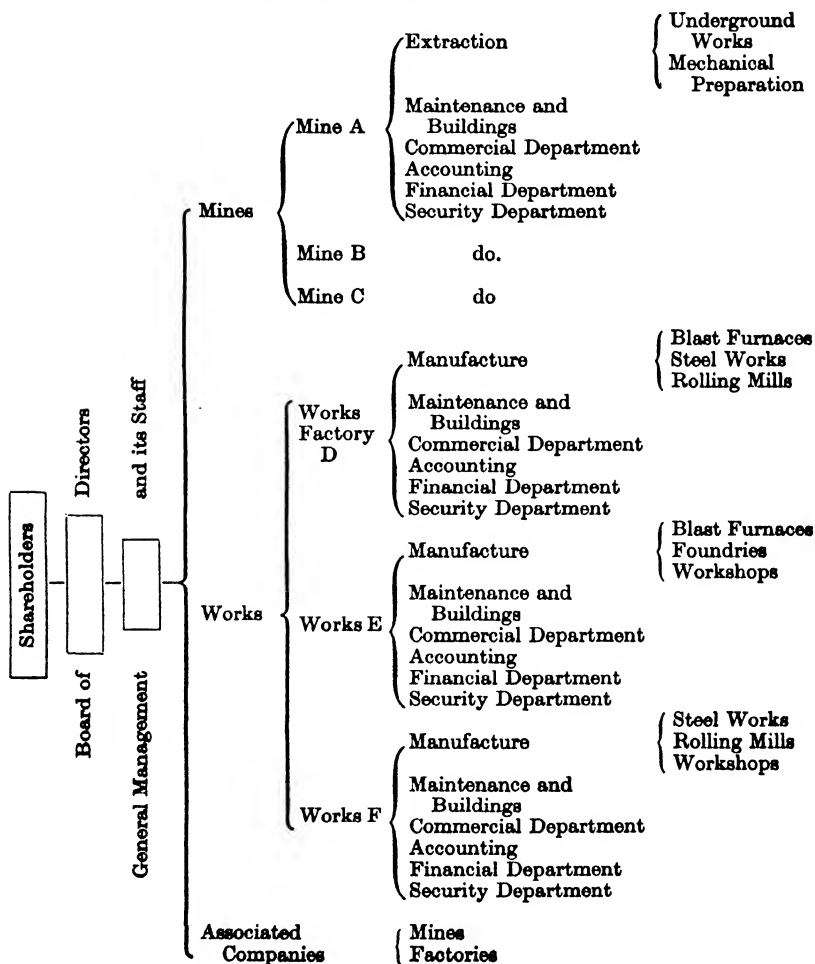 Shareholders
Board of Directors
General Management and its Staff
Mines
Mine A
Extraction
Underground
Works
Mechanical
Preparation
Maintenance and
Buildings
Commercial Department
Accounting
Financial Department
Security Department
Mine B do.
Mine C do
Works
Works
Factory
D
Manufacture
Blast Furnaces
Steel Works
Rolling Mills
Maintenance and
Buildings
Commercial Department
Accounting
Financial Department
Security Department
Works E
Manufacture
Blast Furnaces
Foundries
Workshops
Maintenance and
Buildings
Commercial Department
Accounting
Financial Department
Security Department
Works F
Manufacture
Steel Works
Rolling Mills
Workshops
Maintenance and
Buildings
Commercial Department
Accounting
Financial Department
Security Department
Associated
Companies
Mines
Factories